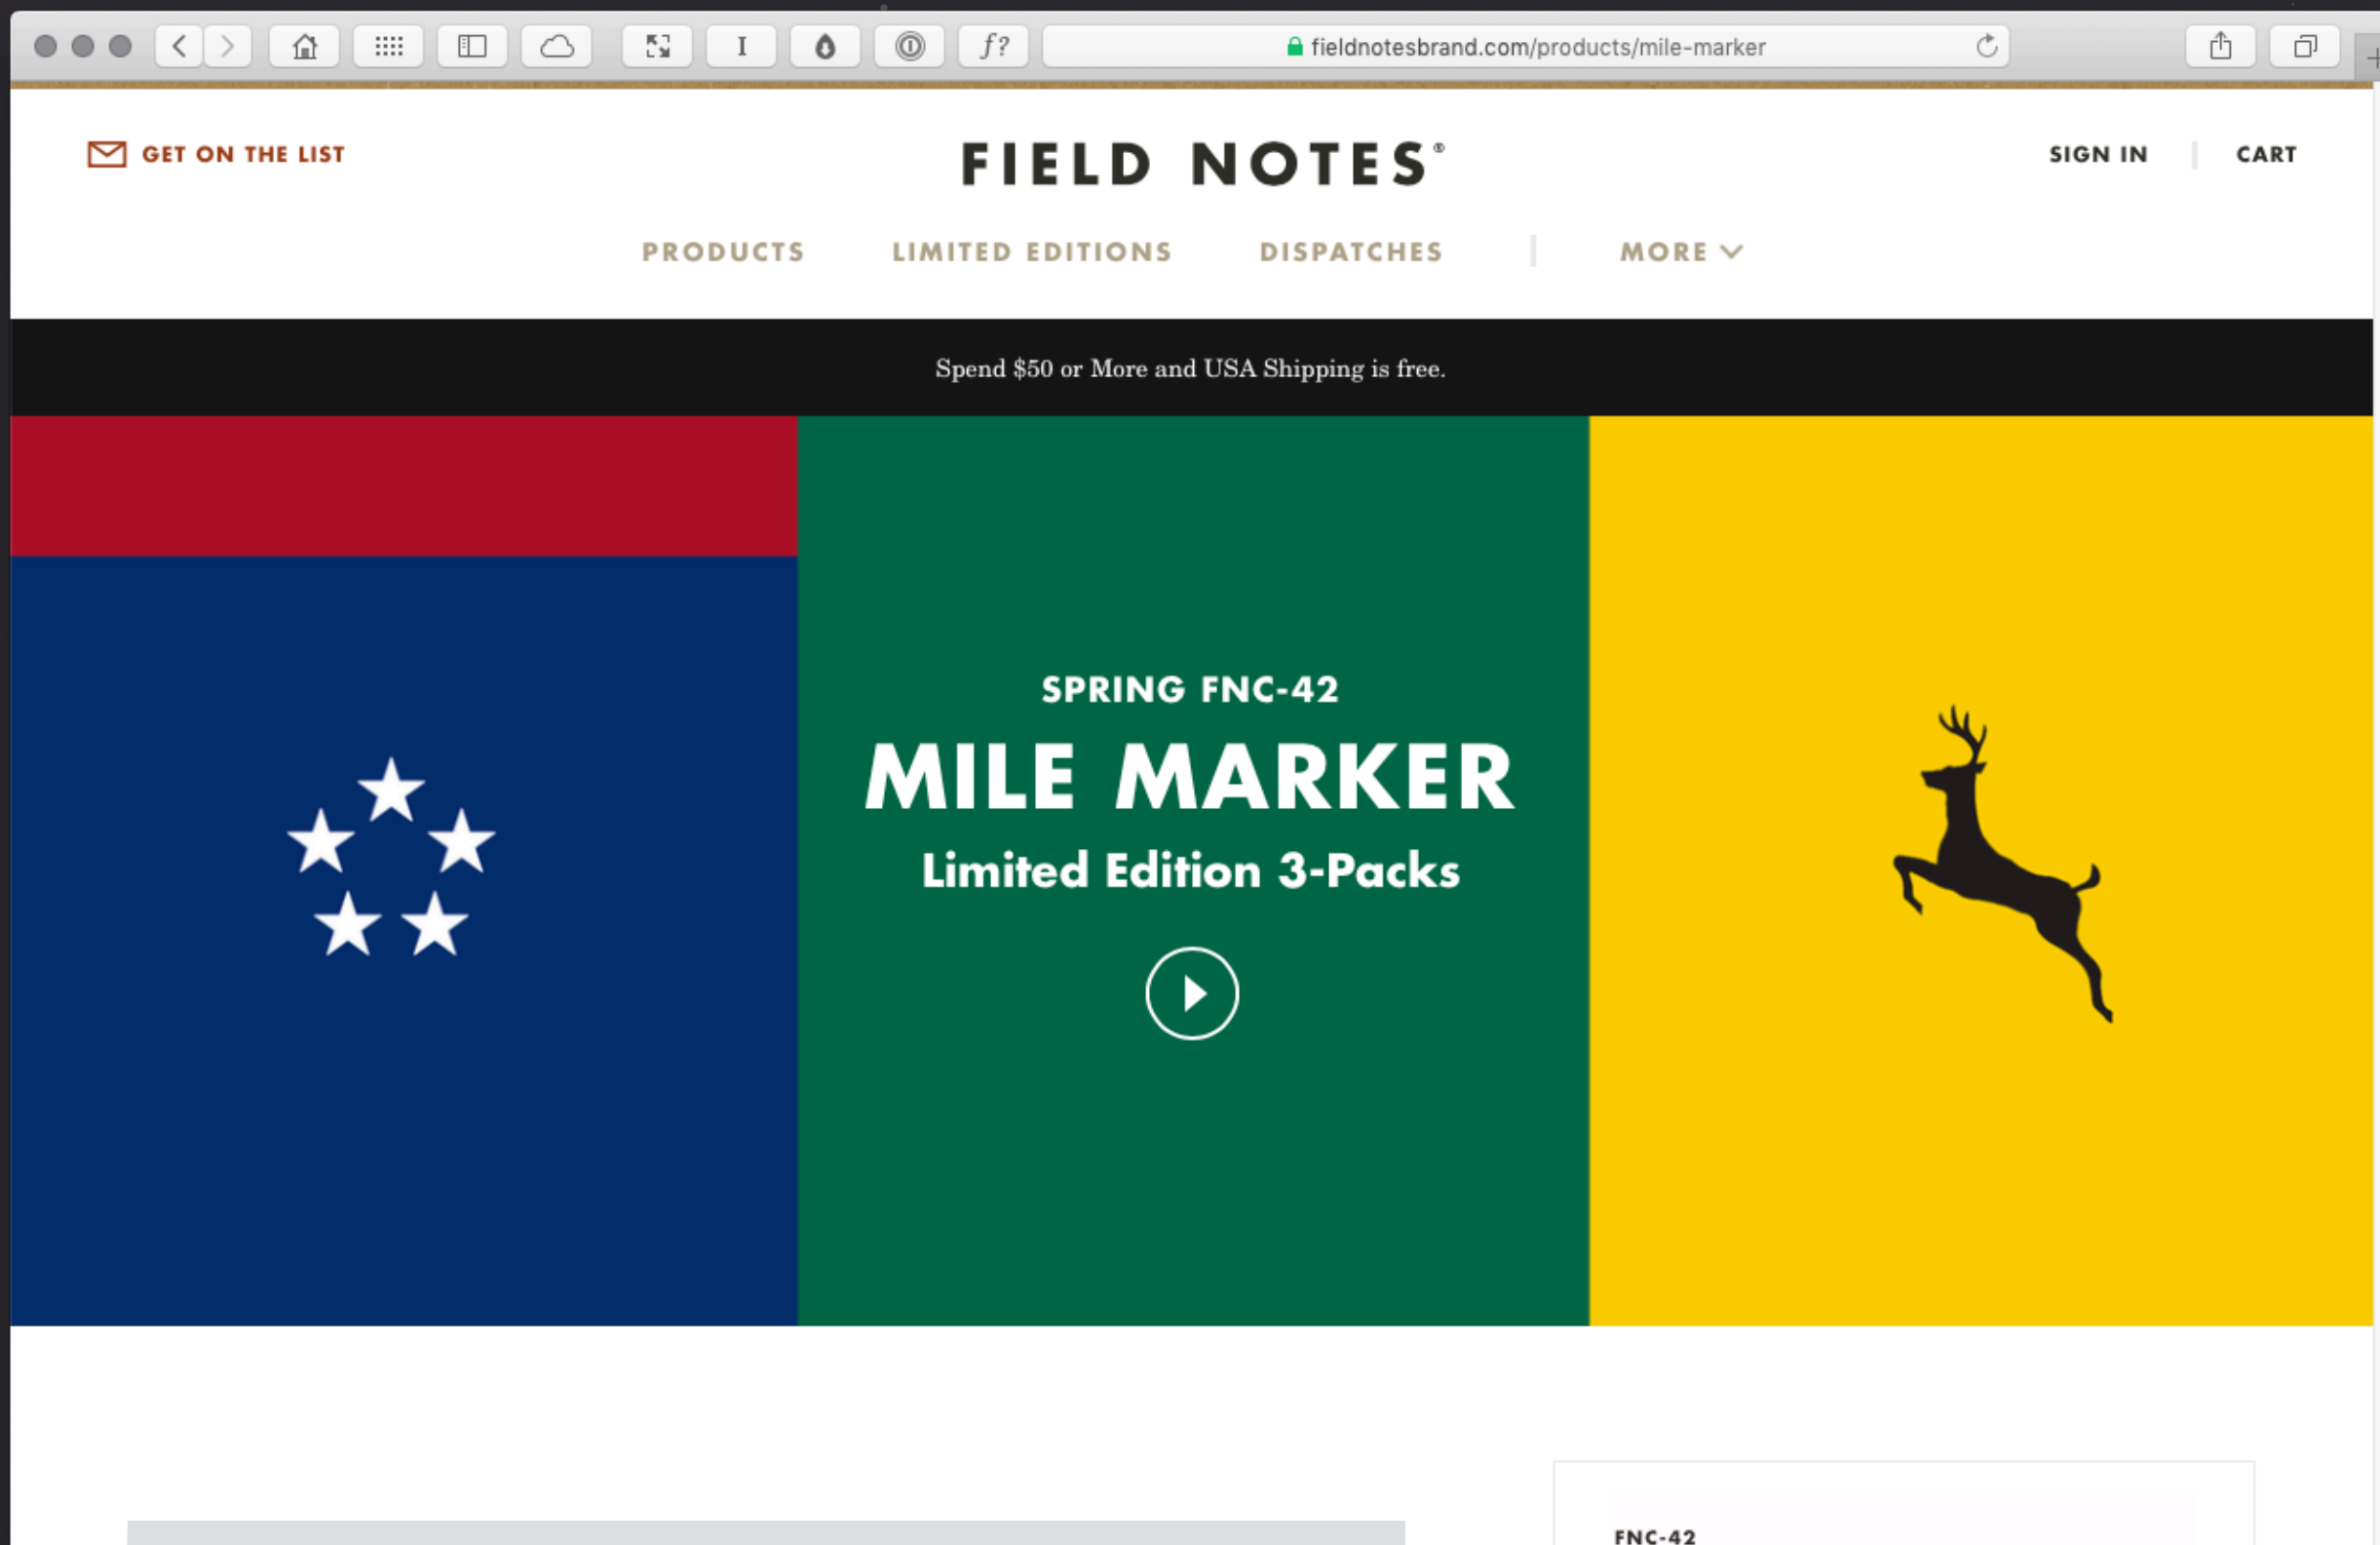 fieldnotesbrand.com/products/mile-marker
GET ON THE LIST
FIELD NOTES®
SIGN IN | CART
PRODUCTS LIMITED EDITIONS DISPATCHES | MORE
Spend $50 or More and USA Shipping is free.
SPRING FNC-42
MILE MARKER
Limited Edition 3-Packs
FNC-42